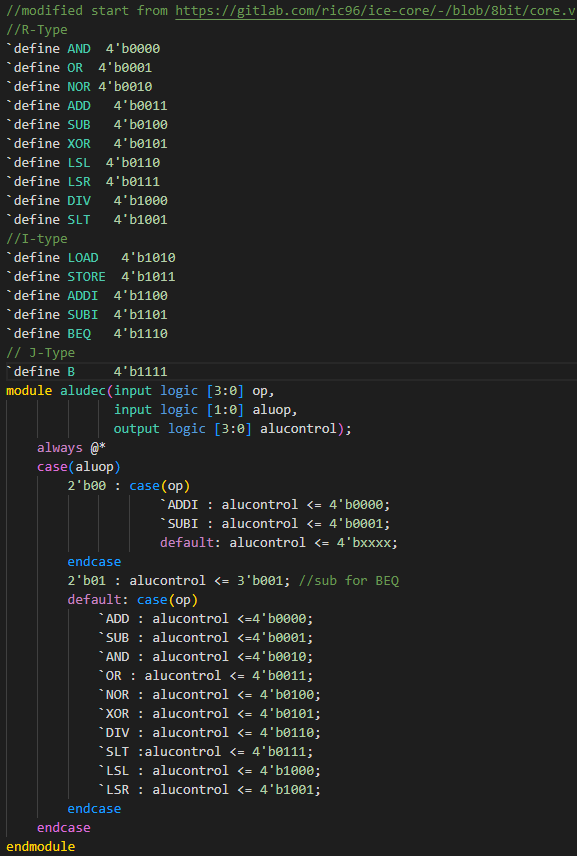 //modified start from https://gitlab.com/ric96/ice-core/-/blob/8bit/core.v
//R-Type
`define AND  4'b0000
`define OR  4'b0001
`define NOR 4'b0010
`define ADD   4'b0011
`define SUB   4'b0100
`define XOR   4'b0101
`define LSL  4'b0110
`define LSR  4'b0111
`define DIV   4'b1000
`define SLT   4'b1001
//I-type
`define LOAD   4'b1010
`define STORE  4'b1011
`define ADDI  4'b1100
`define SUBI  4'b1101
`define BEQ   4'b1110
// J-Type
`define B     4'b1111
module aludec(input logic [3:0] op,
              input logic [1:0] aluop,
              output logic [3:0] alucontrol);
    always @*
    case(aluop)
        2'b00 : case(op)
                    `ADDI : alucontrol <= 4'b0000;
                    `SUBI : alucontrol <= 4'b0001;
                    default: alucontrol <= 4'bxxxx;
        endcase
        2'b01 : alucontrol <= 3'b001; //sub for BEQ
        default: case(op)
            `ADD : alucontrol <=4'b0000;
            `SUB : alucontrol <=4'b0001;
            `AND : alucontrol <=4'b0010;
            `OR : alucontrol <= 4'b0011;
            `NOR : alucontrol <= 4'b0100;
            `XOR : alucontrol <= 4'b0101;
            `DIV : alucontrol <= 4'b0110;
            `SLT :alucontrol <= 4'b0111;
            `LSL : alucontrol <= 4'b1000;
            `LSR : alucontrol <= 4'b1001;
        endcase
    endcase
endmodule